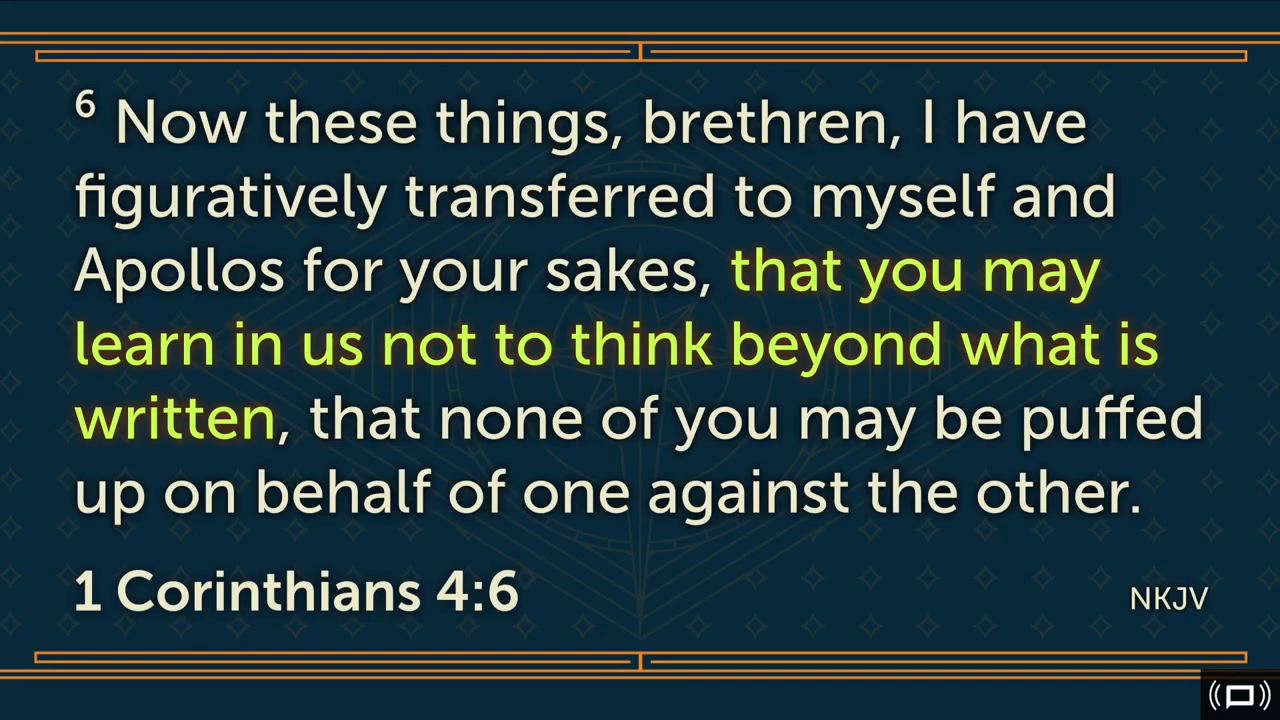 6 Now these things, brethren, I have
figuratively transferred to myself and
Apollos for your sakes, that you may
learn in us not to think beyond what is
written, that none of you may be puffed
up on behalf of one against the other.
1 Corinthians 4:6
NKJV